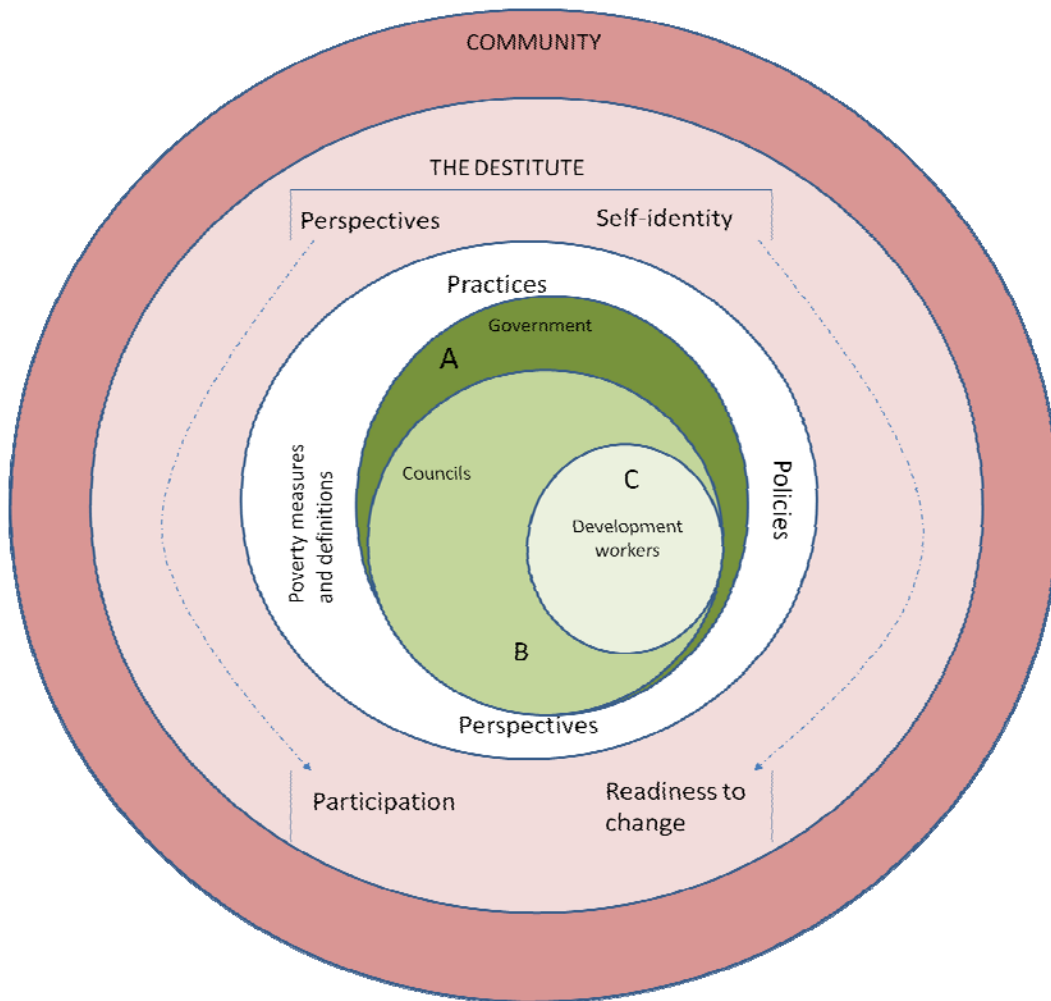 COMMUNITY
THE DESTITUTE
Perspectives
Self-identity
Practices
Government
A
Councils
C
Development
workers
Poverty measures
and definitions
Policies
B
Perspectives
Participation
Readiness to
change